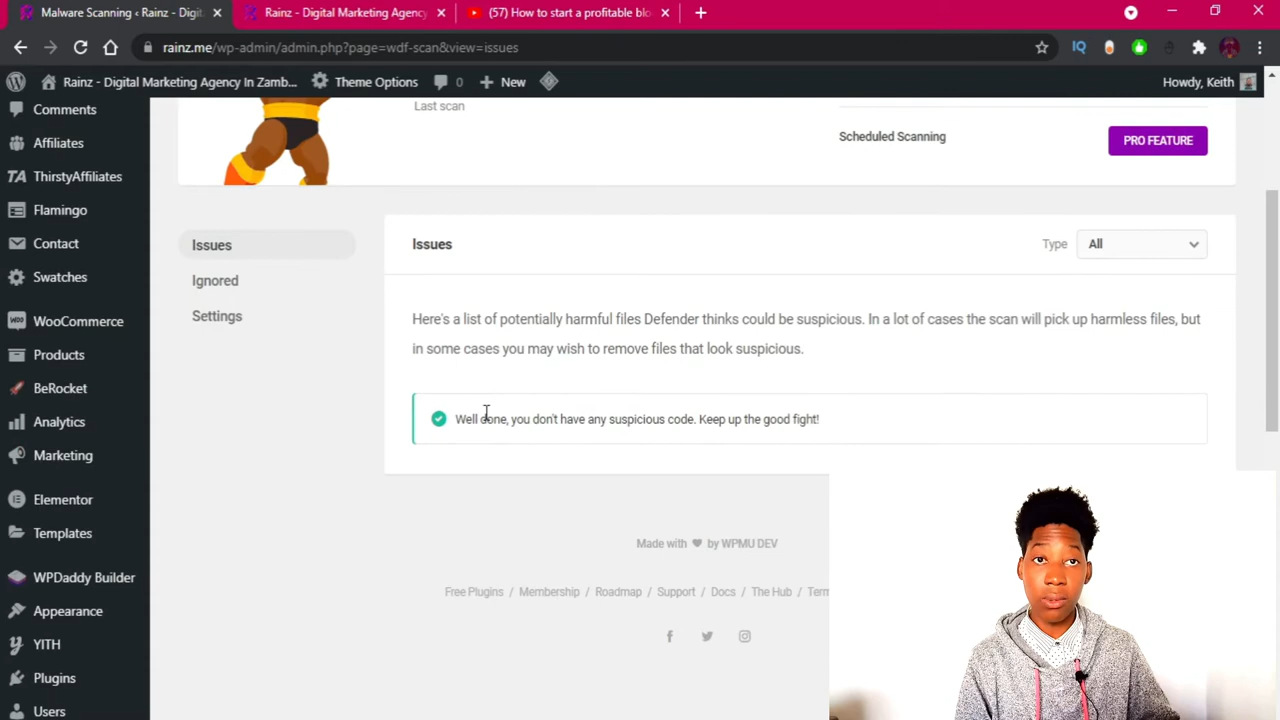 Malware Scanning ‹ Rainz - Digit
Rainz - Digital Marketing Agency
(57) How to start a profitable blo
rainz.me/wp-admin/admin.php?page=wdf-scan&view=issues
IQ
Rainz - Digital Marketing Agency In Zamb...
Theme Options
0
New
Howdy, Keith
Comments
Affiliates
TA ThirstyAffiliates
Flamingo
Contact
Swatches
WOO WooCommerce
Products
BeRocket
Analytics
Marketing
Elementor
Templates
WPDaddy Builder
Appearance
YITH
Plugins
Users
Last scan
Scheduled Scanning
PRO FEATURE
Issues
Ignored
Settings
Issues
Type
All
Here's a list of potentially harmful files Defender thinks could be suspicious. In a lot of cases the scan will pick up harmless files, but
in some cases you may wish to remove files that look suspicious.
Well done, you don't have any suspicious code. Keep up the good fight!
Made with ❤ by WPMU DEV
Free Plugins / Membership / Roadmap / Support / Docs / The Hub / Term